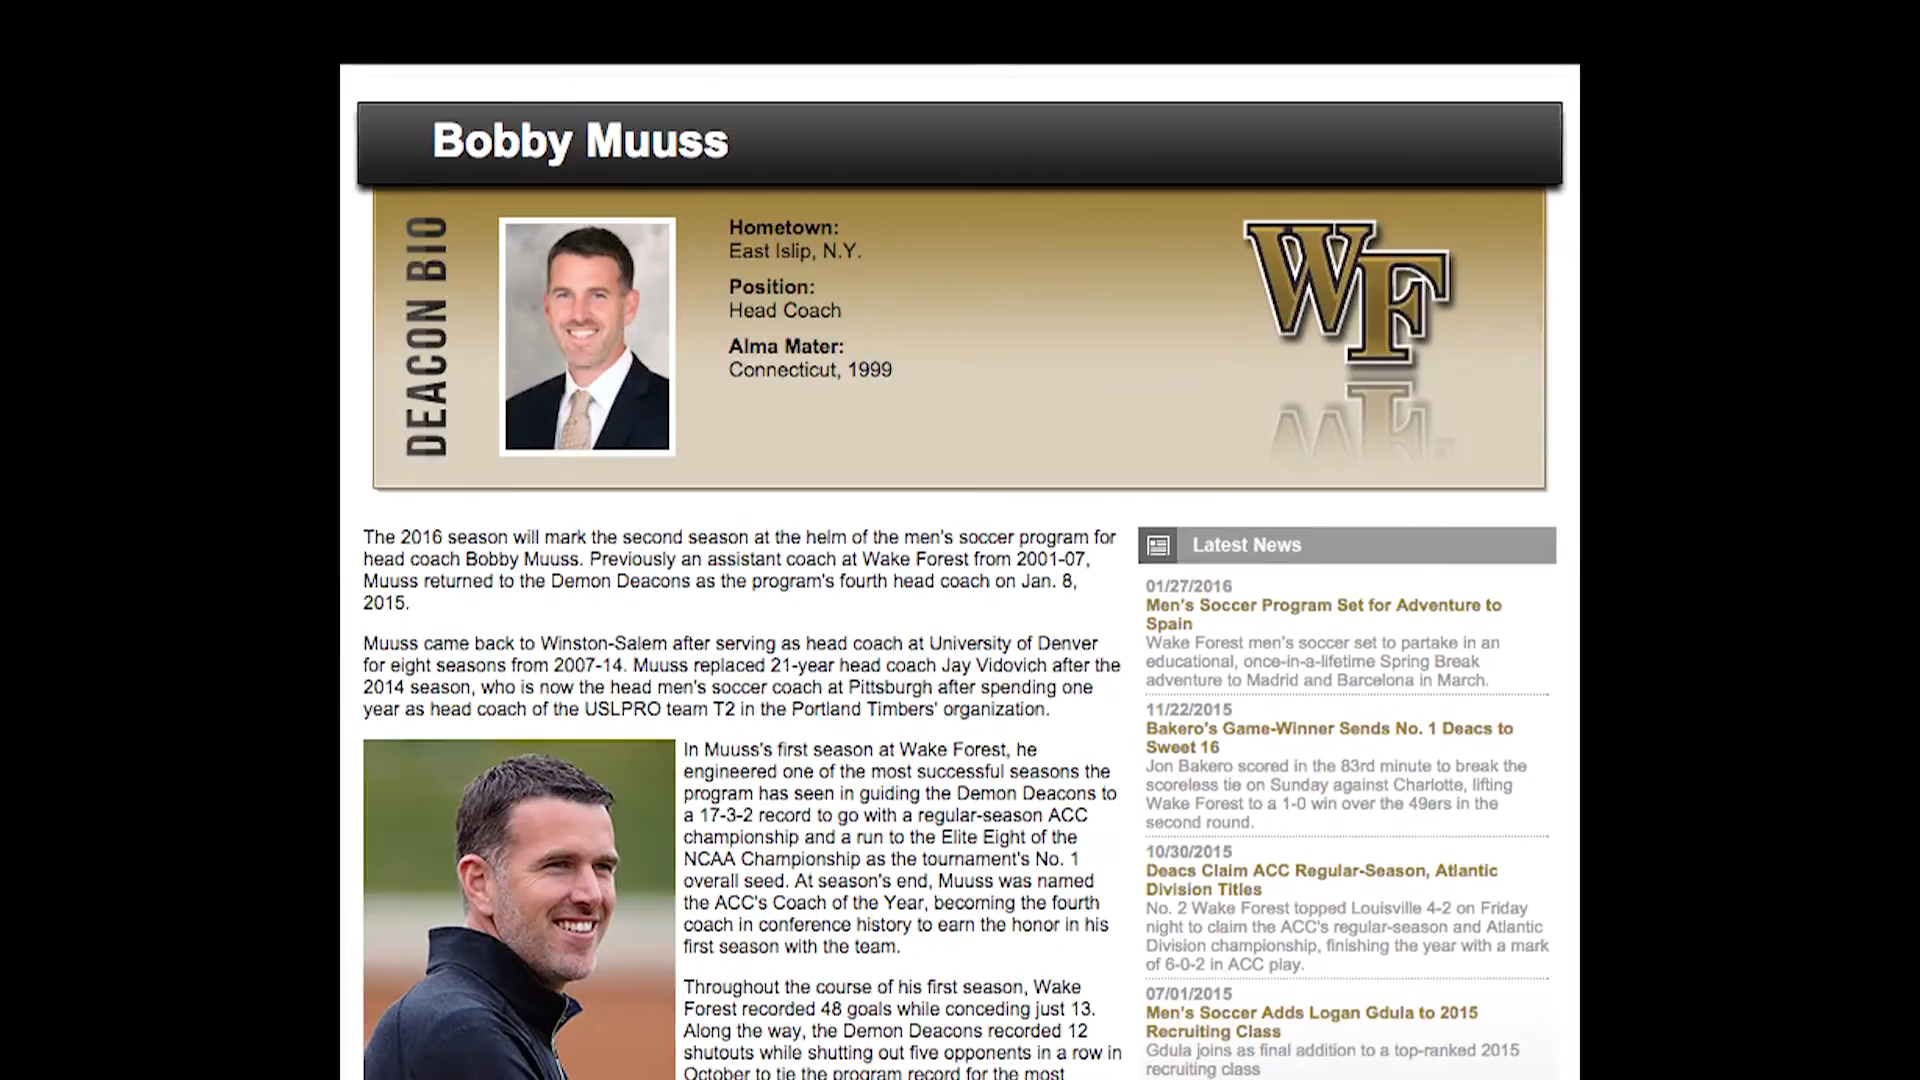 Bobby Muuss
DEACON BIO
Hometown:
East Islip, N.Y.
Position:
Head Coach
Alma Mater:
Connecticut, 1999
WF
The 2016 season will mark the second season at the helm of the men's soccer program for
head coach Bobby Muuss. Previously an assistant coach at Wake Forest from 2001-07,
Muuss returned to the Demon Deacons as the program's fourth head coach on Jan. 8,
2015.
Muuss came back to Winston-Salem after serving as head coach at University of Denver
for eight seasons from 2007-14. Muuss replaced 21-year head coach Jay Vidovich after the
2014 season, who is now the head men's soccer coach at Pittsburgh after spending one
year as head coach of the USLPRO team T2 in the Portland Timbers' organization.
In Muuss's first season at Wake Forest, he
engineered one of the most successful seasons the
program has seen in guiding the Demon Deacons to
a 17-3-2 record to go with a regular-season ACC
championship and a run to the Elite Eight of the
NCAA Championship as the tournament's No. 1
overall seed. At season's end, Muuss was named
the ACC's Coach of the Year, becoming the fourth
coach in conference history to earn the honor in his
first season with the team.
Throughout the course of his first season, Wake
Forest recorded 48 goals while conceding just 13.
Along the way, the Demon Deacons recorded 12
shutouts while shutting out five opponents in a row in
October to tie the program record for the most
Latest News
01/27/2016
Men's Soccer Program Set for Adventure to
Spain
Wake Forest men's soccer set to partake in an
educational, once-in-a-lifetime Spring Break
adventure to Madrid and Barcelona in March.
11/22/2015
Bakero's Game-Winner Sends No. 1 Deacs to
Sweet 16
Jon Bakero scored in the 83rd minute to break the
scoreless tie on Sunday against Charlotte, lifting
Wake Forest to a 1-0 win over the 49ers in the
second round.
10/30/2015
Deacs Claim ACC Regular-Season, Atlantic
Division Titles
No. 2 Wake Forest topped Louisville 4-2 on Friday
night to claim the ACC's regular-season and Atlantic
Division championship, finishing the year with a mark
of 6-0-2 in ACC play.
07/01/2015
Men's Soccer Adds Logan Gdula to 2015
Recruiting Class
Gdula joins as final addition to a top-ranked 2015
recruiting class